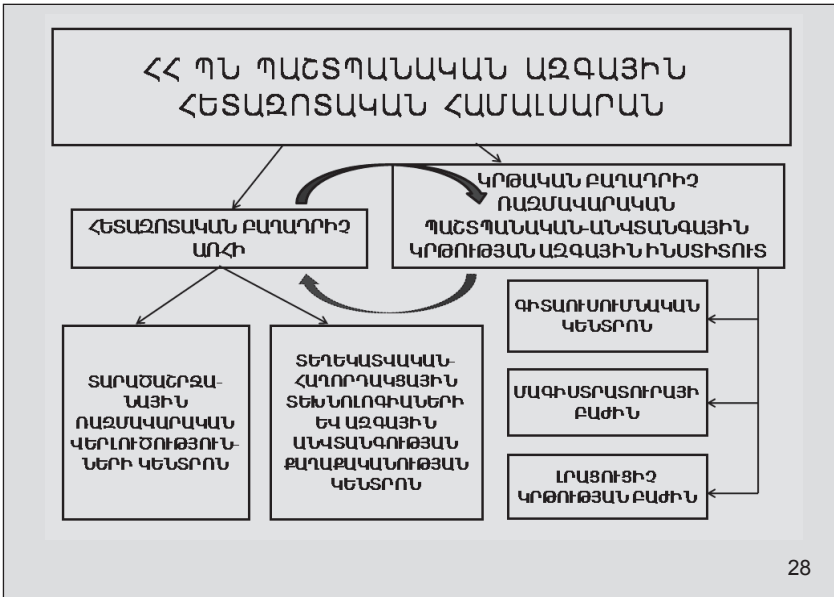 ՀՀ ՊՆ ՊԱՇՏՊԱՆԱԿԱՆ ԱԶԳԱՅԻՆ
ՀԵՏԱԶՈՏԱԿԱՆ ՀԱՄԱԼՍԱՐԱՆ
ՀԵՏԱԶՈՏԱԿԱՆ ԲԱՂԱԴՐԻՉ
ԱՌՀԻ
ԿՐԹԱԿԱՆ ԲԱՂԱԴՐԻՉ
ՌԱԶՄԱՎԱՐԱԿԱՆ
ՊԱՇՏՊԱՆԱԿԱՆ-ԱՆՎՏԱՆԳԱՅԻՆ
ԿՐԹՈՒԹՅԱՆ ԱԶԳԱՅԻՆ ԻՆՍՏԻՏՈՒՏ
ՏԱՐԱԾԱՇՐՋԱ-
ՆԱՅԻՆ
ՌԱԶՄԱՎԱՐԱԿԱՆ
ՎԵՐԼՈՒԾՈՒԹՅՈՒՆ-
ՆԵՐԻ ԿԵՆՏՐՈՆ
ՏԵՂԵԿԱՏՎԱԿԱՆ-
ՀԱՂՈՐԴԱԿՑԱՅԻՆ
ՏԵԽՆՈԼՈԳԻԱՆԵՐԻ
ԵՎ ԱԶԳԱՅԻՆ
ԱՆՎՏԱՆԳՈՒԹՅԱՆ
ՔԱՂԱՔԱԿԱՆՈՒԹՅԱՆ
ԿԵՆՏՐՈՆ
ԳԻՏԱՈՒՍՈՒՄՆԱԿԱՆ
ԿԵՆՏՐՈՆ
ՄԱԳԻՍՏՐԱՏՈՒՐԱՅԻ
ԲԱԺԻՆ
ԼՐԱՑՈՒՑԻՉ
ԿՐԹՈՒԹՅԱՆ ԲԱԺԻՆ
28